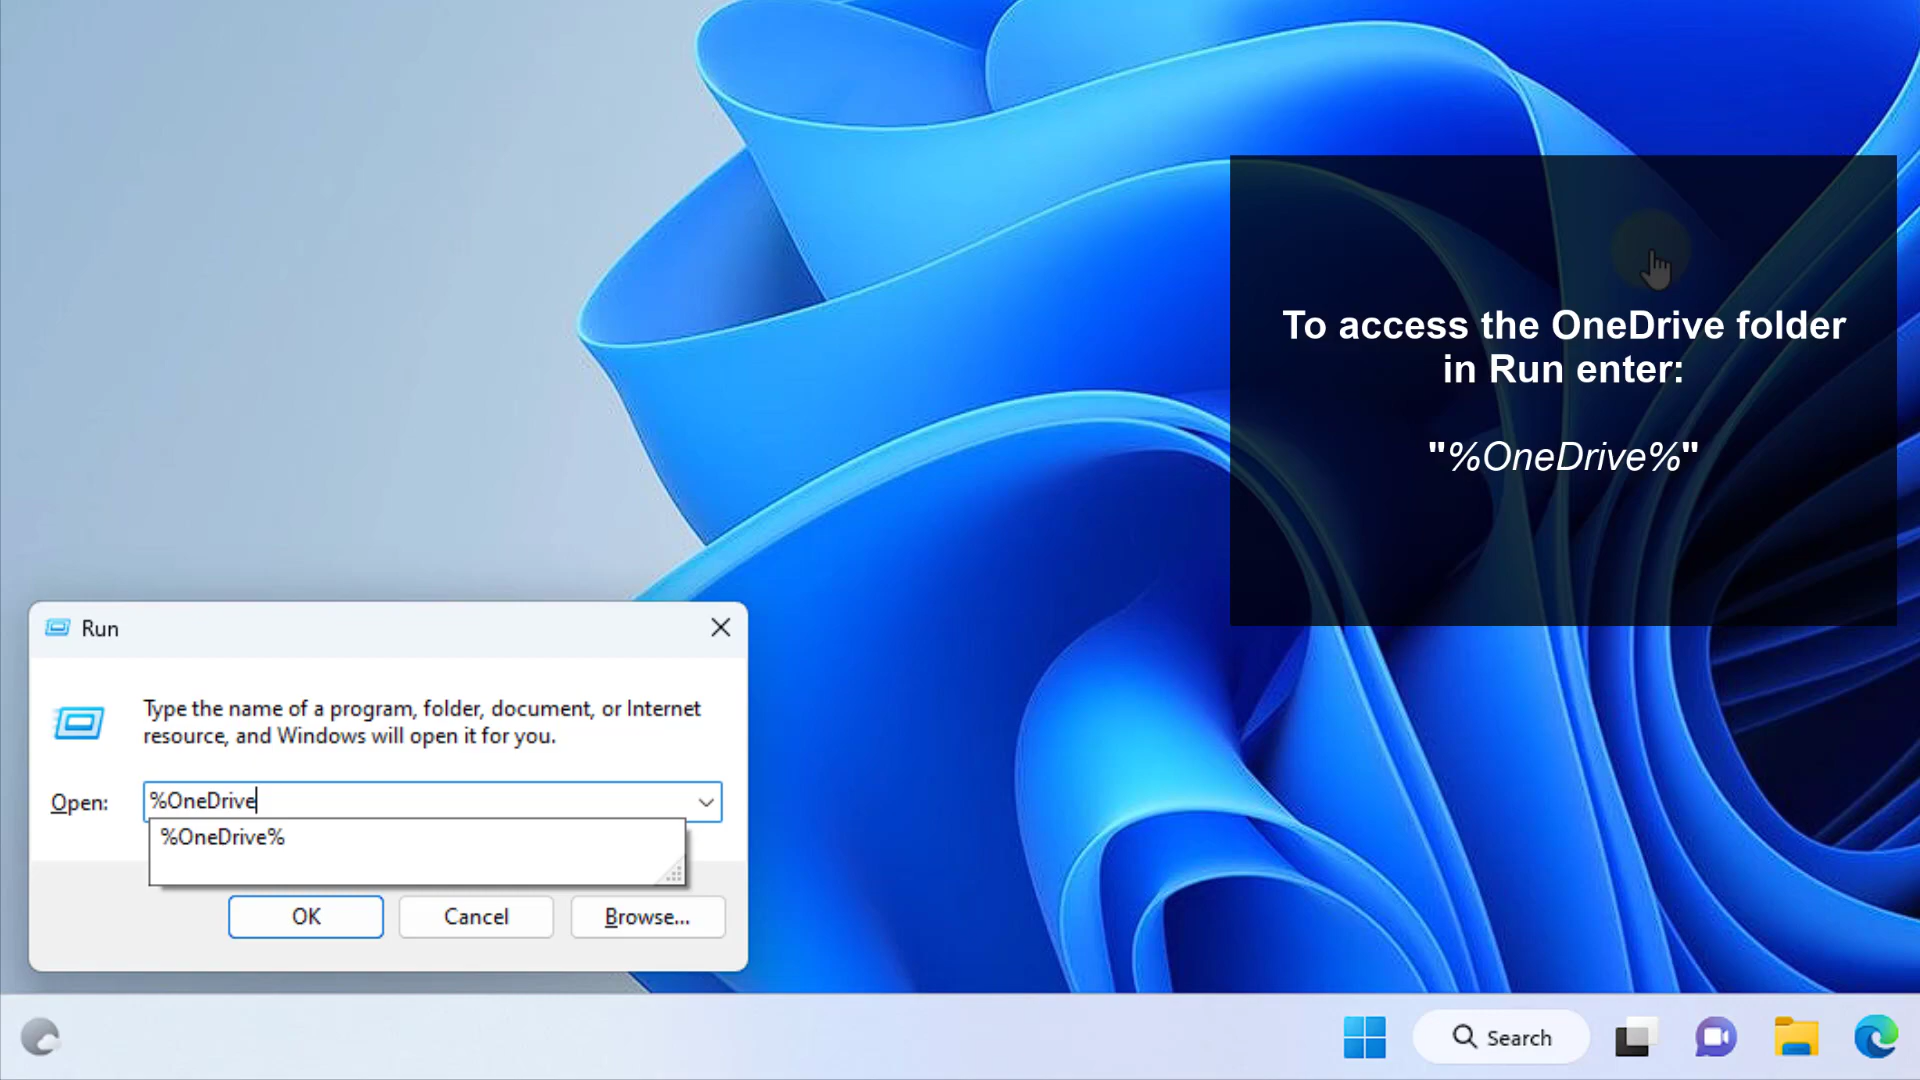 To access the OneDrive folder
in Run enter:
"%OneDrive%"
Run
Type the name of a program, folder, document, or Internet
resource, and Windows will open it for you.
Open: %OneDrive
%OneDrive%
OK Cancel Browse...
Search